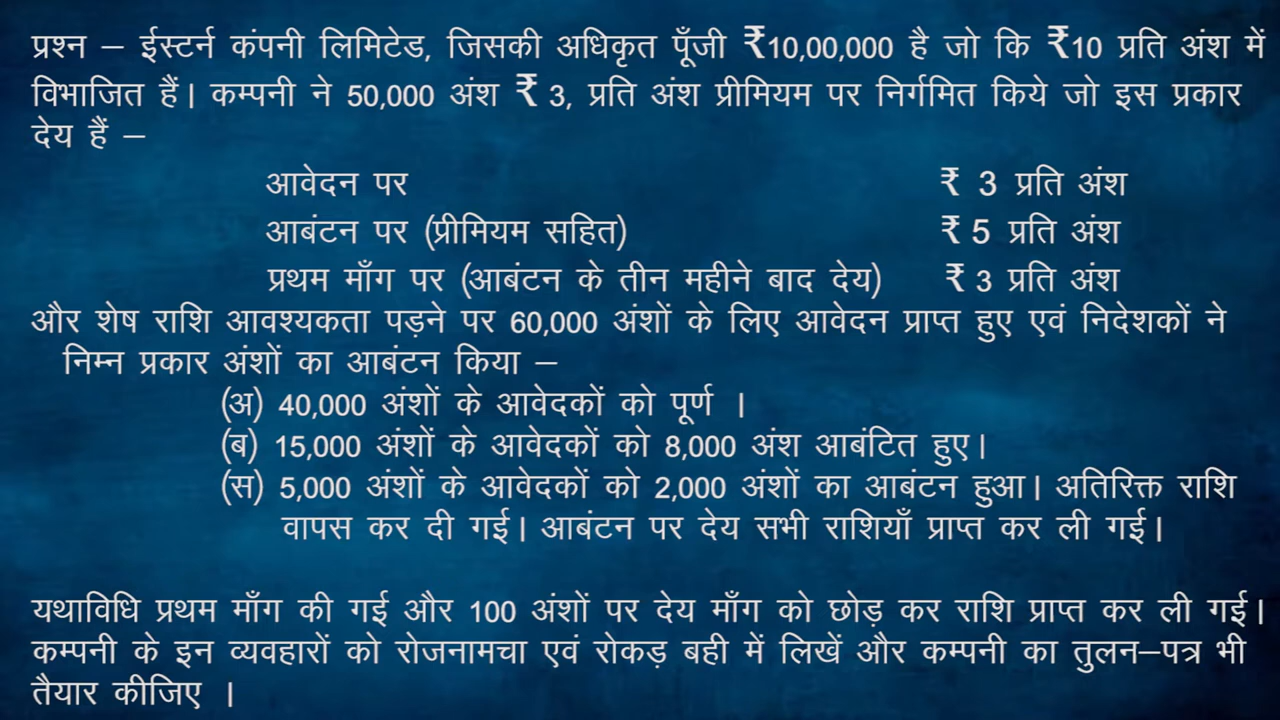 प्रश्न – ईस्टर्न कंपनी लिमिटेड, जिसकी अधिकृत पूँजी ₹10,00,000 है जो कि ₹10 प्रति अंश में
विभाजित हैं। कम्पनी ने 50,000 अंश ₹ 3, प्रति अंश प्रीमियम पर निर्गमित किये जो इस प्रकार
देय हैं –
आवेदन पर ₹ 3 प्रति अंश
आबंटन पर (प्रीमियम सहित) ₹ 5 प्रति अंश
प्रथम माँग पर (आबंटन के तीन महीने बाद देय) ₹ 3 प्रति अंश
और शेष राशि आवश्यकता पड़ने पर 60,000 अंशों के लिए आवेदन प्राप्त हुए एवं निदेशकों ने
निम्न प्रकार अंशों का आबंटन किया –
(अ) 40,000 अंशों के आवेदकों को पूर्ण ।
(ब) 15,000 अंशों के आवेदकों को 8,000 अंश आबंटित हुए।
(स) 5,000 अंशों के आवेदकों को 2,000 अंशों का आबंटन हुआ। अतिरिक्त राशि
वापस कर दी गई। आबंटन पर देय सभी राशियाँ प्राप्त कर ली गई।
यथाविधि प्रथम माँग की गई और 100 अंशों पर देय माँग को छोड़ कर राशि प्राप्त कर ली गई।
कम्पनी के इन व्यवहारों को रोजनामचा एवं रोकड़ बही में लिखें और कम्पनी का तुलन–पत्र भी
तैयार कीजिए ।